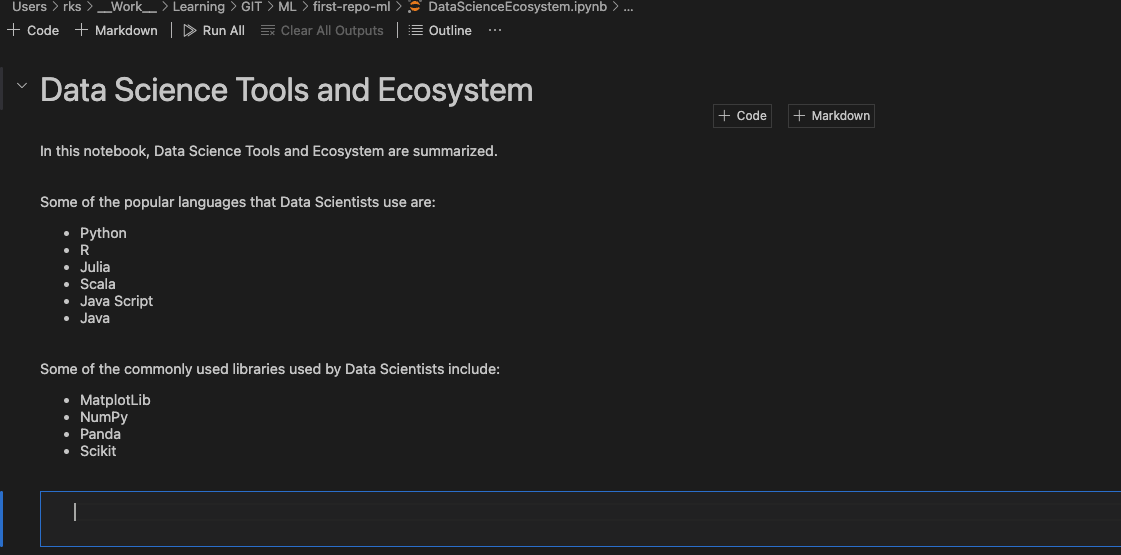 Users > rks > __Work__ > Learning > GIT > ML > first-repo-ml > DataScienceEcosystem.ipynb > ...
+ Code + Markdown | Run All Clear All Outputs | Outline ...
Data Science Tools and Ecosystem
+ Code + Markdown
In this notebook, Data Science Tools and Ecosystem are summarized.
Some of the popular languages that Data Scientists use are:
• Python
• R
• Julia
• Scala
• Java Script
• Java
Some of the commonly used libraries used by Data Scientists include:
• MatplotLib
• NumPy
• Panda
• Scikit